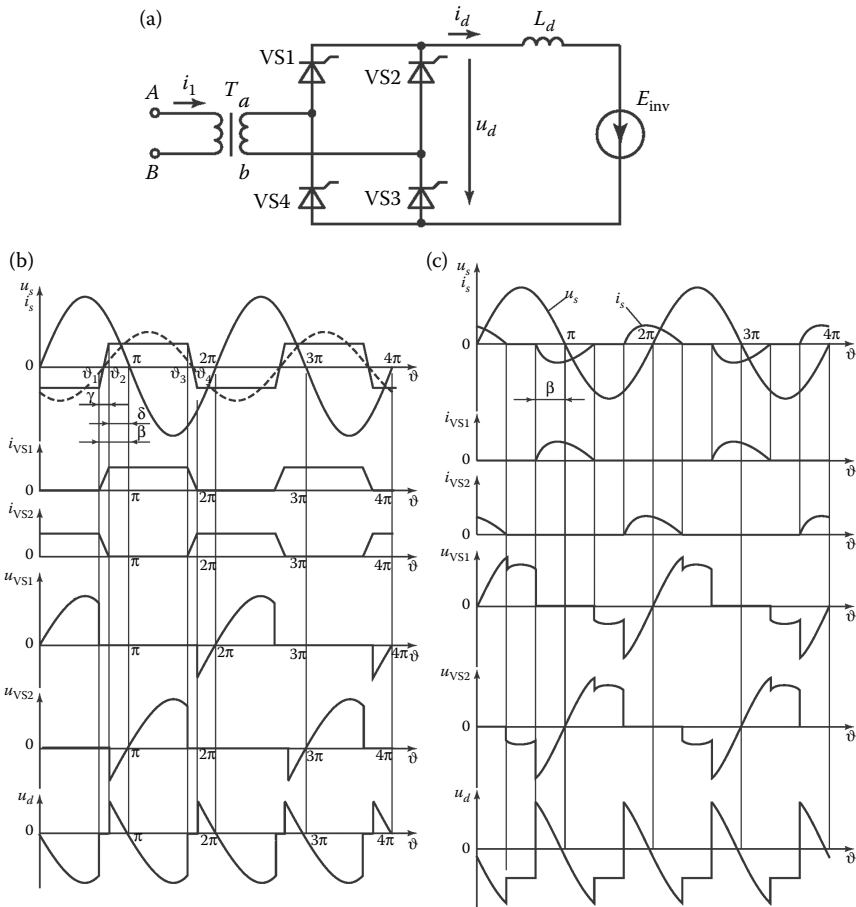 (a)
i_d
L_d
VS1
VS2
i_1
T
A
a
E_inv
u_d
B
b
VS4
VS3
(b)
(c)
u_s
i_s
0
ϑ_1
ϑ_2
π
ϑ_3
ϑ_4
2π
3π
4π
ϑ
γ
δ
β
i_VS1
0
π
2π
3π
4π
ϑ
i_VS2
0
π
2π
3π
4π
ϑ
u_VS1
0
π
2π
3π
4π
ϑ
u_VS2
0
π
2π
3π
4π
ϑ
u_d
0
π
2π
3π
4π
ϑ
u_s
i_s
u_s
i_s
0
π
2π
3π
4π
ϑ
β
i_VS1
0
ϑ
i_VS2
0
ϑ
u_VS1
0
ϑ
u_VS2
0
ϑ
u_d
0
ϑ